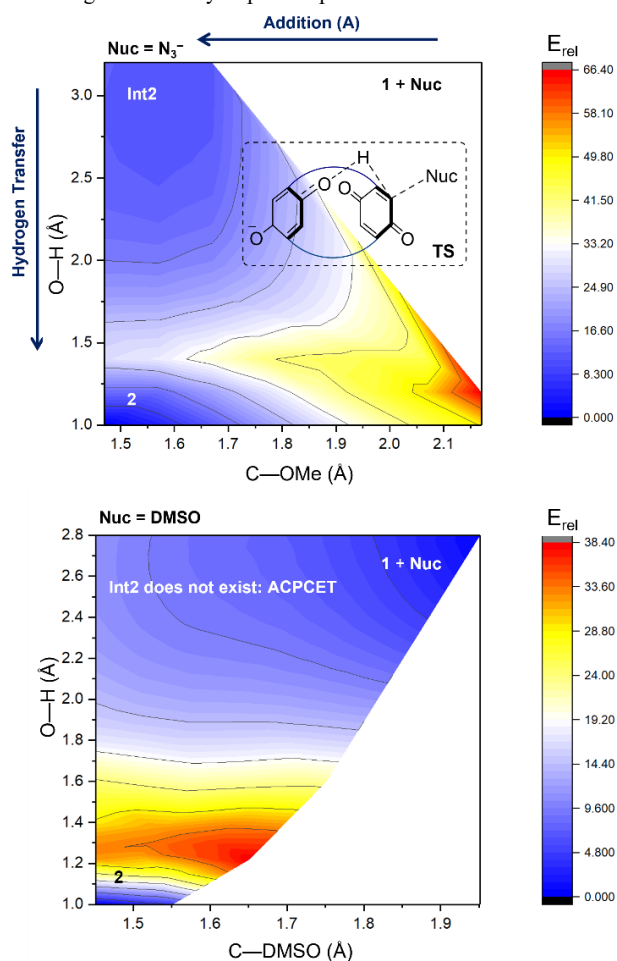 Addition (A)
Nuc = N₃⁻
E_rel
Hydrogen Transfer
O—H (Å)
3.0
2.5
2.0
1.5
1.0
Int2
1 + Nuc
H
O
O
Nuc
⁻O
O
TS
2
1.5
1.6
1.7
1.8
1.9
2.0
2.1
C—OMe (Å)
66.40
58.10
49.80
41.50
33.20
24.90
16.60
8.300
0.000
Nuc = DMSO
E_rel
O—H (Å)
2.8
2.6
2.4
2.2
2.0
1.8
1.6
1.4
1.2
1.0
1 + Nuc
Int2 does not exist: ACPCET
2
1.5
1.6
1.7
1.8
1.9
C—DMSO (Å)
38.40
33.60
28.80
24.00
19.20
14.40
9.600
4.800
0.000